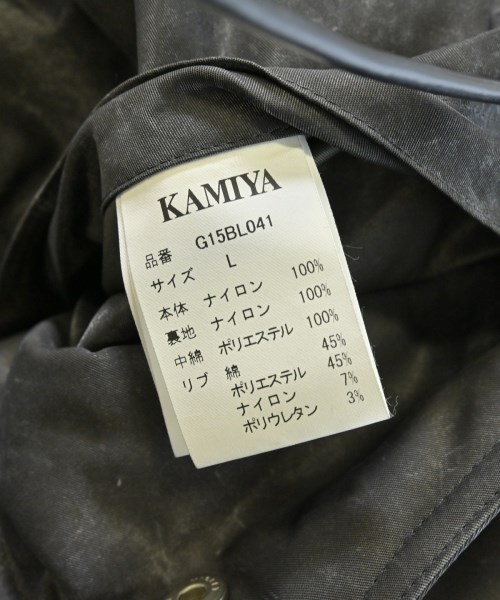 KAMIYA
品番 G15BL041
サイズ L
本体 ナイロン 100%
裏地 ナイロン 100%
中綿 ポリエステル 100%
リブ 綿 45%
ポリエステル 45%
ナイロン 7%
ポリウレタン 3%